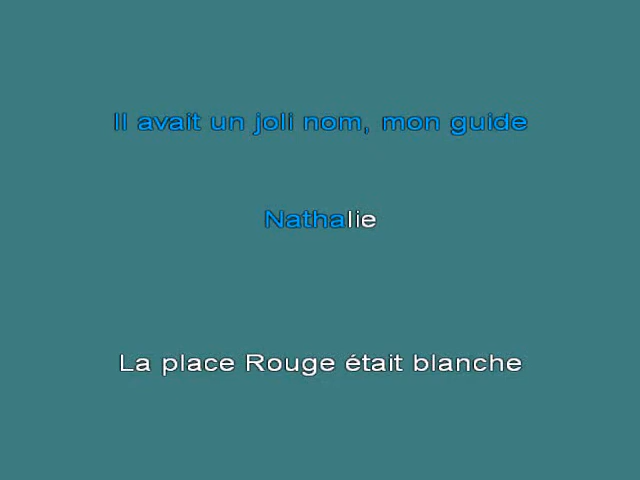 Il avait un joli nom, mon guide
Nathalie
La place Rouge était blanche